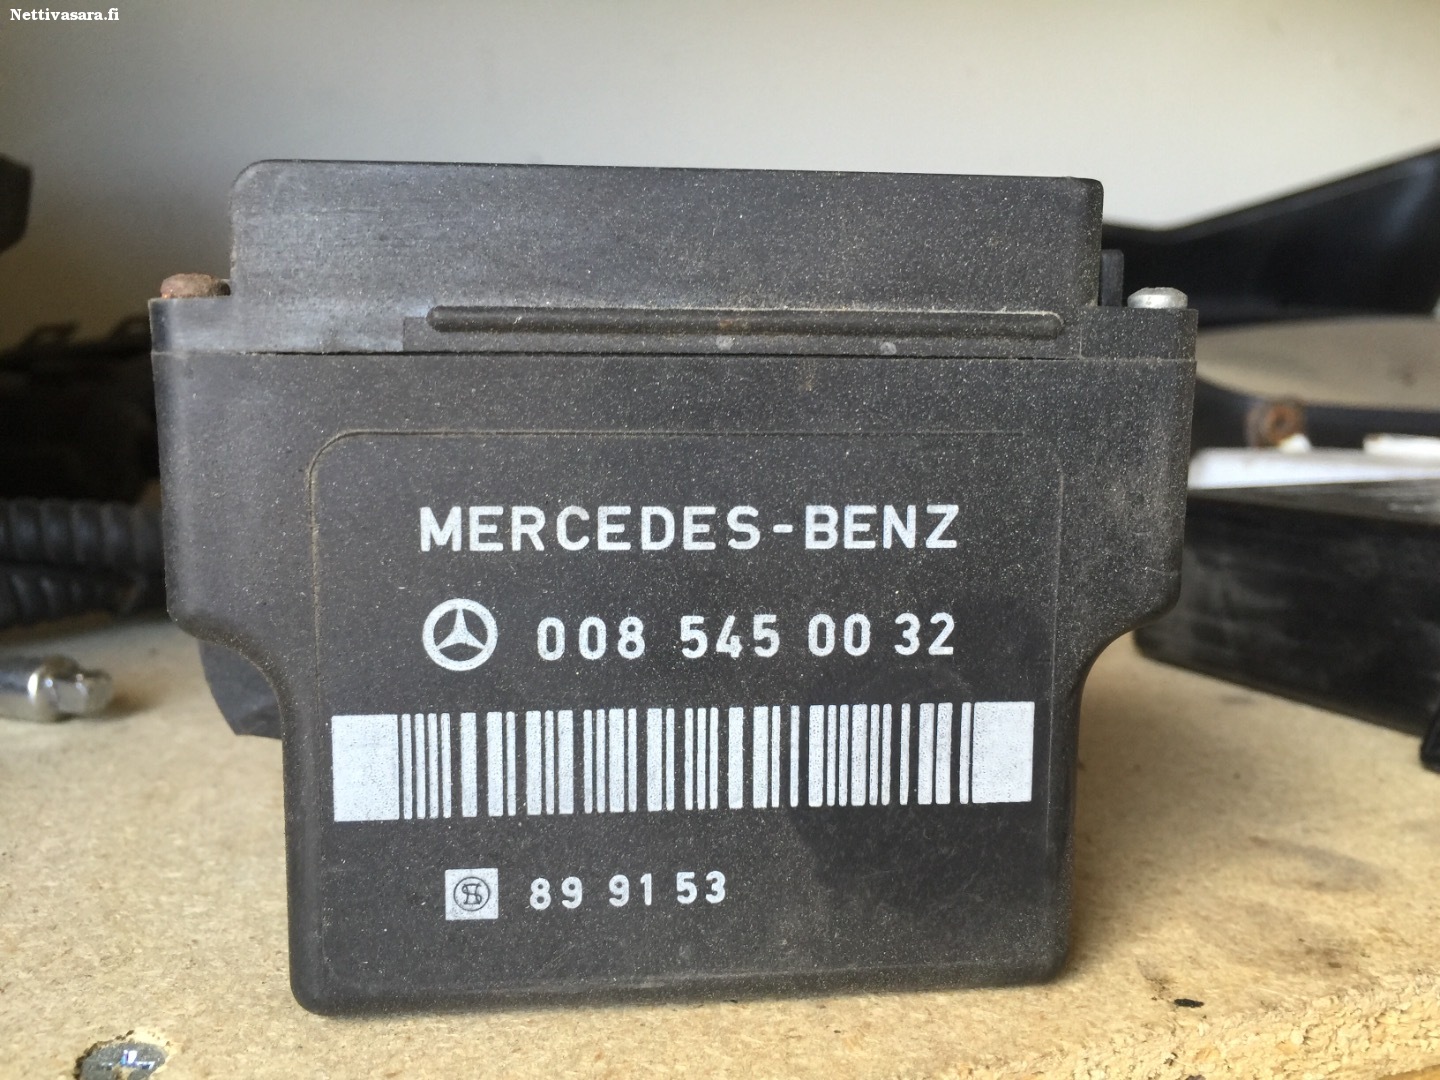 Nettivasara.fi
MERCEDES-BENZ
008 545 00 32
89 91 53